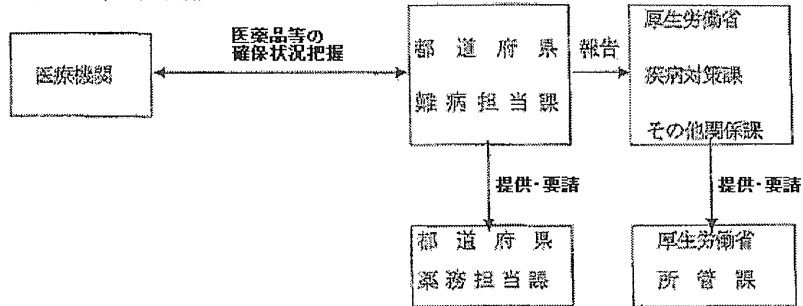 厚生労働省
医薬品等の
確保状況把握
都道府県
報告
医療機関
疾病対策課
難病担当課
その他関係課
提供・要請
提供・要請
都道府県
厚生労働省
薬務担当課
所管課